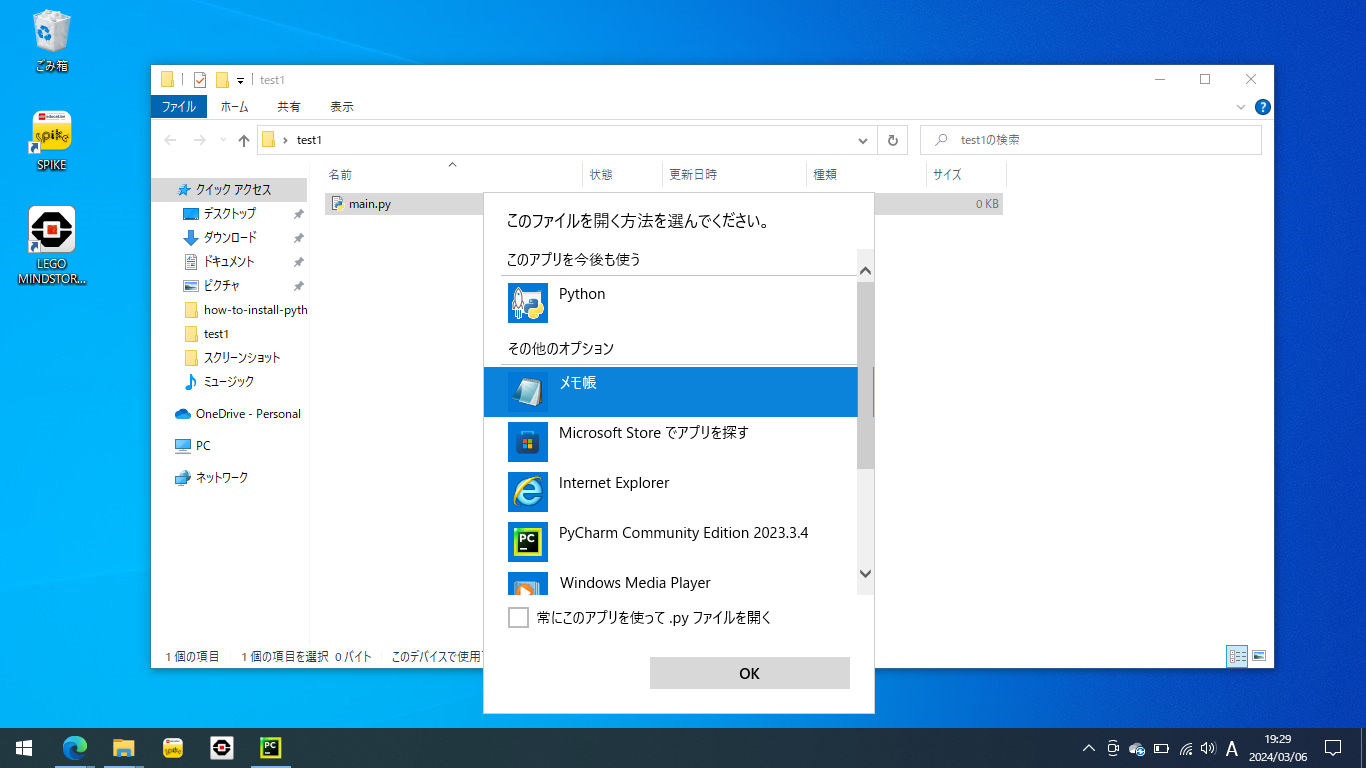 ごみ箱
SPIKE
LEGO
MINDSTOR...
test1
ファイル
ホーム
共有
表示
test1
test1の検索
クイック アクセス
デスクトップ
ダウンロード
ドキュメント
ピクチャ
how-to-install-pyth
test1
スクリーンショット
ミュージック
OneDrive - Personal
PC
ネットワーク
名前
状態
更新日時
種類
サイズ
main.py
0 KB
このファイルを開く方法を選んでください。
このアプリを今後も使う
Python
その他のオプション
メモ帳
Microsoft Store でアプリを探す
Internet Explorer
PyCharm Community Edition 2023.3.4
Windows Media Player
常にこのアプリを使って .py ファイルを開く
OK
1 個の項目
1 個の項目を選択 0 バイト
このデバイスで使用
A
19:29
2024/03/06